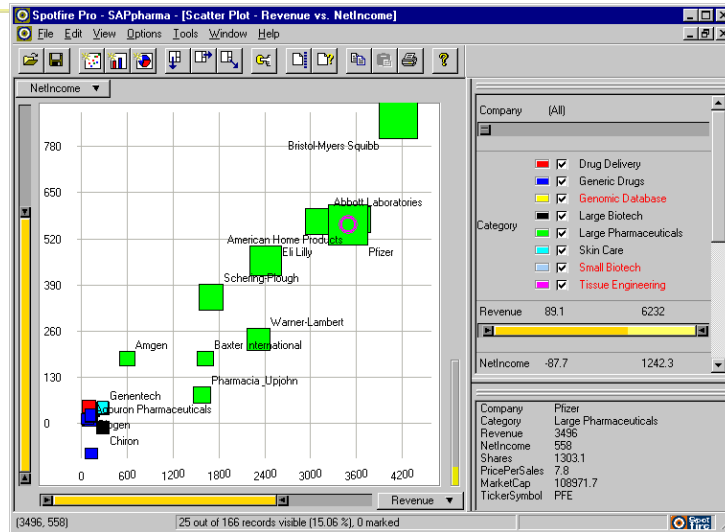 Spotfire Pro - SAPpharma - [Scatter Plot - Revenue vs. NetIncome]
File Edit View Options Tools Window Help
NetIncome
780
650
520
390
260
130
0
0 600 1200 1800 2400 3000 3600 4200
Bristol-Myers Squibb
Abbott Laboratories
American Home Products
Eli Lilly
Pfizer
Schering-Plough
Warner-Lambert
Amgen
Baxter International
Pharmacia_Upjohn
Genentech
Agouron Pharmaceuticals
Chiron
Revenue
Company (All)
Category
Drug Delivery
Generic Drugs
Genomic Database
Large Biotech
Large Pharmaceuticals
Skin Care
Small Biotech
Tissue Engineering
Revenue 89.1 6232
NetIncome -87.7 1242.3
Company Pfizer
Category Large Pharmaceuticals
Revenue 3496
NetIncome 558
Shares 1303.1
PricePerSales 7.8
MarketCap 108971.7
TickerSymbol PFE
(3496, 558)
25 out of 166 records visible (15.06 %), 0 marked
Spot
fire